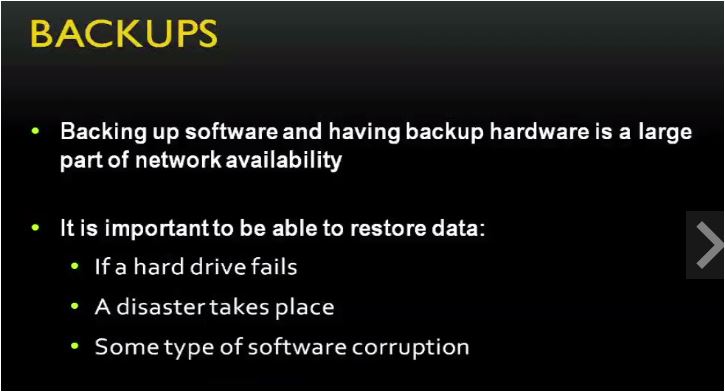 BACKUPS
• Backing up software and having backup hardware is a large
part of network availability
• It is important to be able to restore data:
• If a hard drive fails
• A disaster takes place
• Some type of software corruption